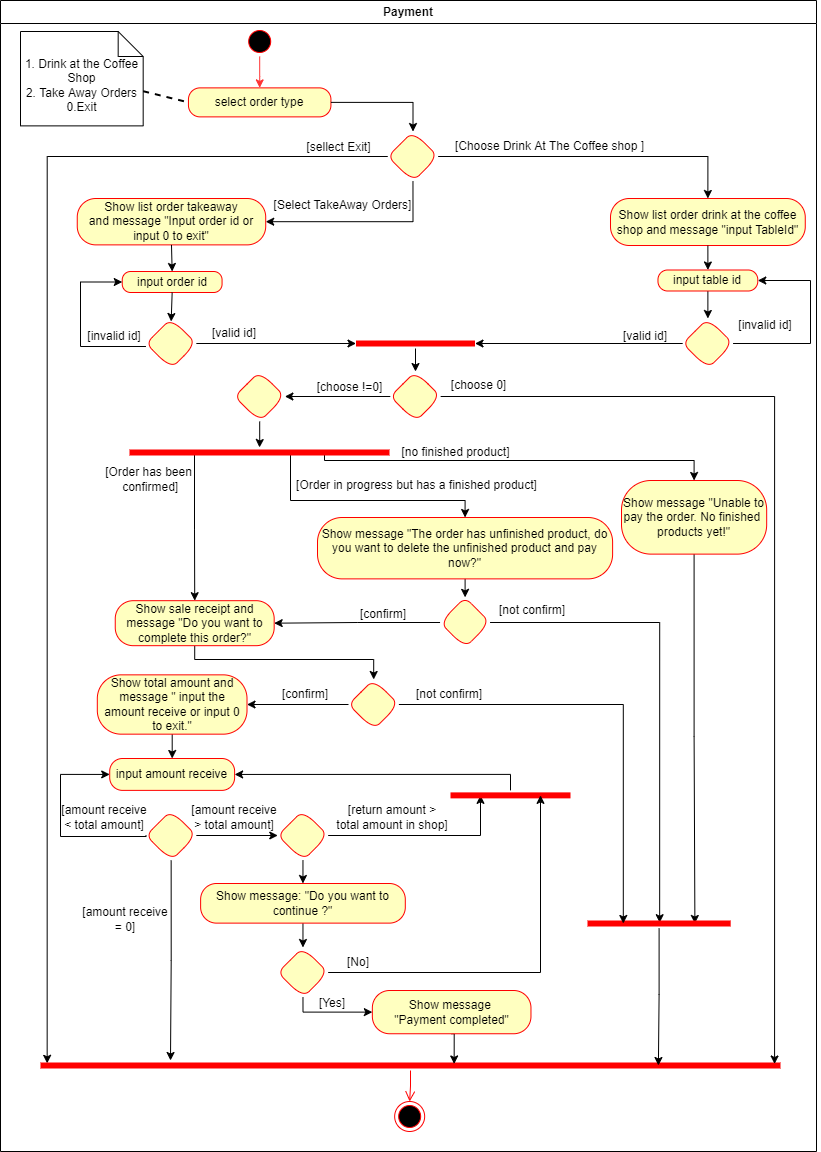 Payment
1. Drink at the Coffee
Shop
2. Take Away Orders
0.Exit
select order type
[sellect Exit]
[Choose Drink At The Coffee shop ]
Show list order takeaway
and message "Input order id or
input 0 to exit"
[Select TakeAway Orders]
Show list order drink at the coffee
shop and message "input TableId"
input order id
input table id
[invalid id]
[valid id]
[valid id]
[invalid id]
[choose !=0]
[choose 0]
[no finished product]
[Order has been
confirmed]
[Order in progress but has a finished product]
Show message "Unable to
pay the order. No finished
products yet!"
Show message "The order has unfinished product, do
you want to delete the unfinished product and pay
now?"
Show sale receipt and
message "Do you want to
complete this order?"
[confirm]
[not confirm]
Show total amount and
message " input the
amount receive or input 0
to exit."
[confirm]
[not confirm]
input amount receive
[amount receive
< total amount]
[amount receive
> total amount]
[return amount >
total amount in shop]
Show message: "Do you want to
continue ?"
[amount receive
= 0]
[No]
[Yes]
Show message
"Payment completed"